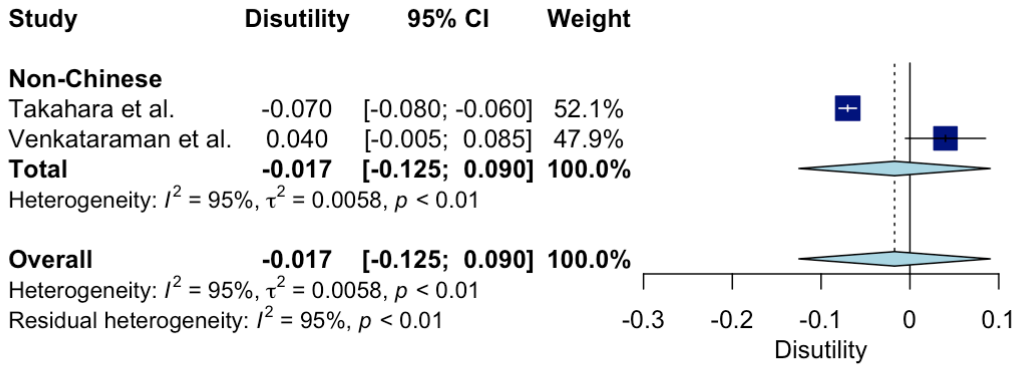 Study Disutility 95% CI Weight
Non-Chinese
Takahara et al. -0.070 [-0.080; -0.060] 52.1%
Venkataraman et al. 0.040 [-0.005; 0.085] 47.9%
Total -0.017 [-0.125; 0.090] 100.0%
Heterogeneity: I² = 95%, τ² = 0.0058, p < 0.01
Overall -0.017 [-0.125; 0.090] 100.0%
Heterogeneity: I² = 95%, τ² = 0.0058, p < 0.01
Residual heterogeneity: I² = 95%, p < 0.01
-0.3 -0.2 -0.1 0 0.1
Disutility